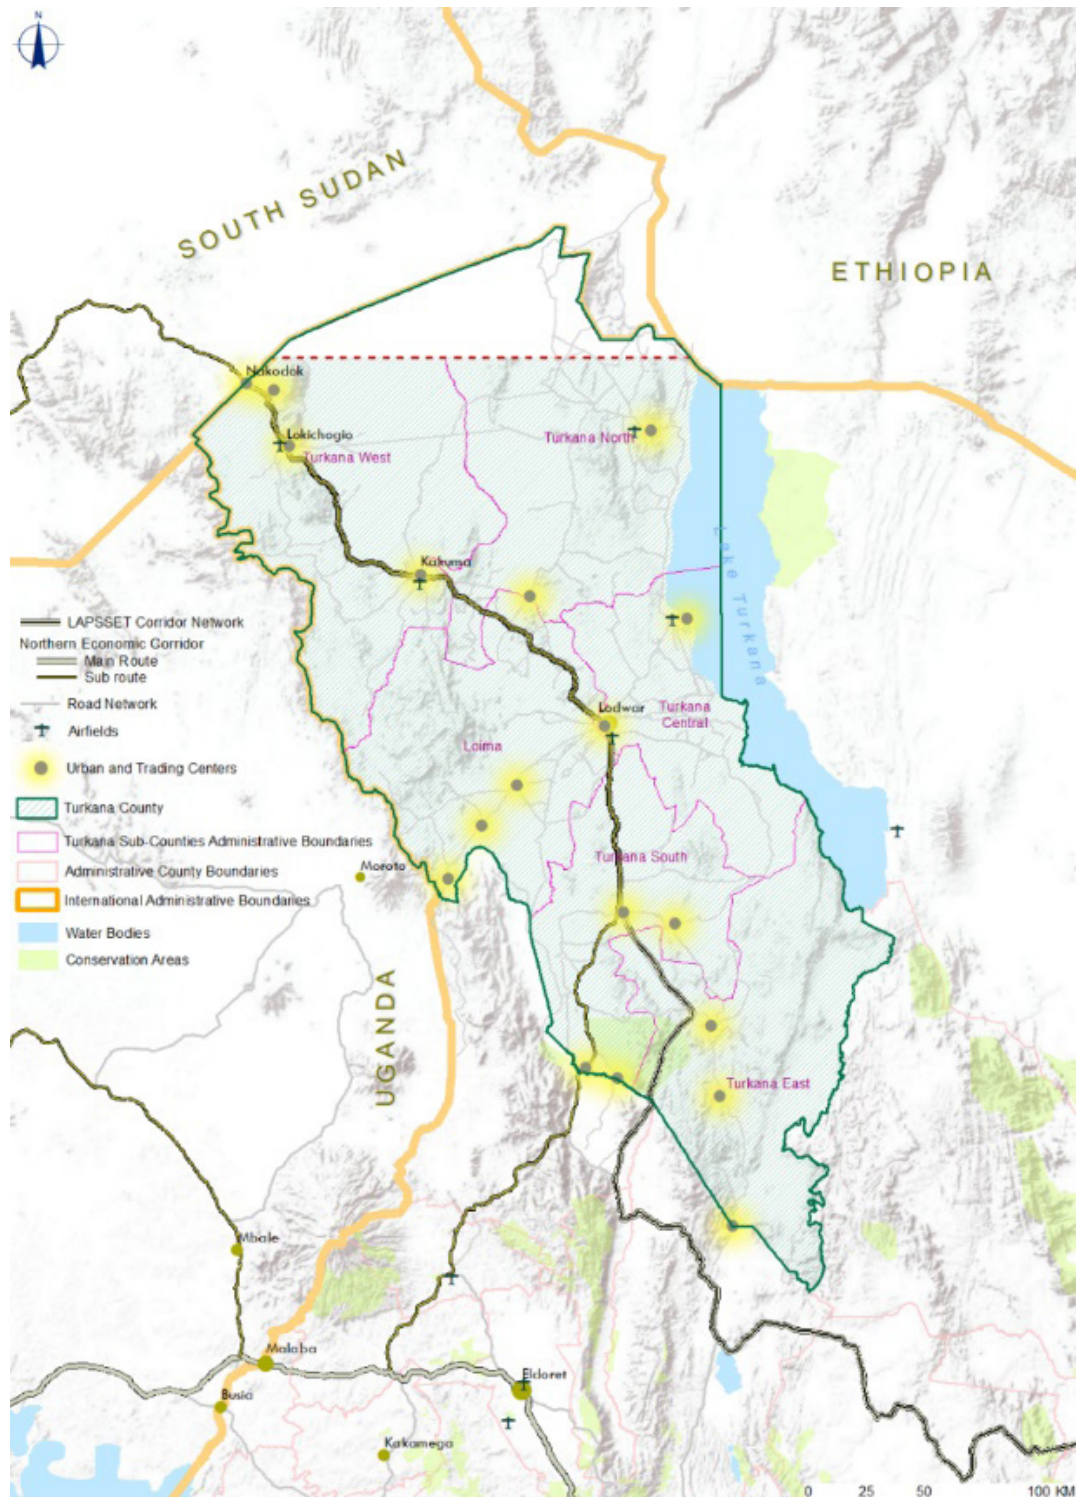 N
SOUTH SUDAN
ETHIOPIA
Nakodok
Lokichogio
Turkana West
Turkana North
Kakuma
Lake Turkana
LAPSSET Corridor Network
Northern Economic Gorridor
Main Route
Sub route
Road Network
Airfields
Urban and Trading Centers
Turkana County
Turkana Sub-Counties Administrative Boundaries
Administrative County Boundaries
International Administrative Boundaries
Water Bodies
Conservation Areas
Lodwar
Turkana
Central
Loima
Moroto
Turkana South
UGANDA
Turkana East
Mbale
Malaba
Busia
Eldoret
Kakamega
0 25 50 100 KM